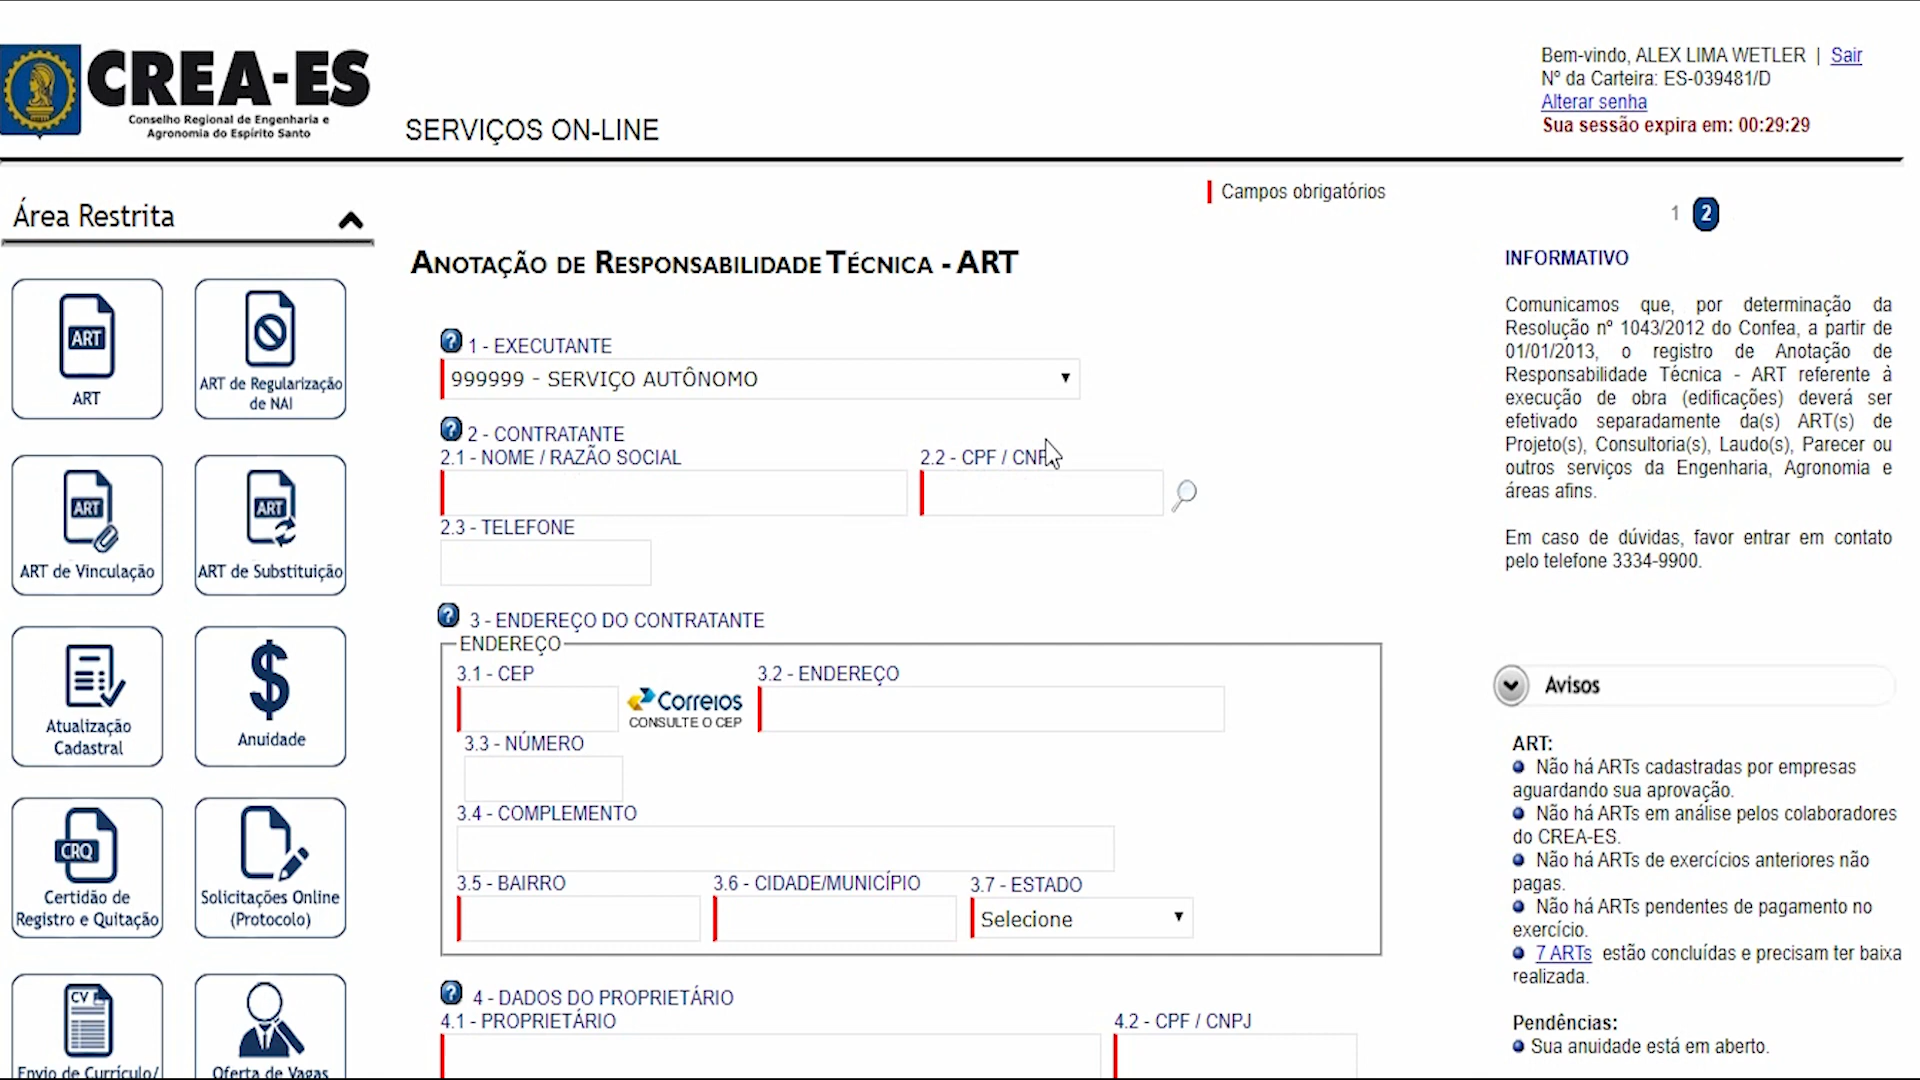 CREA-ES
Conselho Regional de Engenharia e
Agronomia do Espírito Santo
SERVIÇOS ON-LINE
Bem-vindo, ALEX LIMA WETLER | Sair
Nº da Carteira: ES-039481/D
Alterar senha
Sua sessão expira em: 00:29:29
Área Restrita
ART
ART
ART de Regularização
de NAI
ART
ART de Vinculação
ART
ART de Substituição
Atualização
Cadastral
$
Anuidade
CRQ
Certidão de
Registro e Quitação
Solicitações Online
(Protocolo)
CV
Envio de Currículo/
Oferta de Vagas
Campos obrigatórios
ANOTAÇÃO DE RESPONSABILIDADE TÉCNICA - ART
1 - EXECUTANTE
999999 - SERVIÇO AUTÔNOMO
2 - CONTRATANTE
2.1 - NOME / RAZÃO SOCIAL
2.2 - CPF / CNP
2.3 - TELEFONE
3 - ENDEREÇO DO CONTRATANTE
ENDEREÇO
3.1 - CEP
Correios
CONSULTE O CEP
3.2 - ENDEREÇO
3.3 - NÚMERO
3.4 - COMPLEMENTO
3.5 - BAIRRO
3.6 - CIDADE/MUNICÍPIO
3.7 - ESTADO
Selecione
4 - DADOS DO PROPRIETÁRIO
4.1 - PROPRIETÁRIO
4.2 - CPF / CNPJ
1 2
INFORMATIVO
Comunicamos que, por determinação da
Resolução nº 1043/2012 do Confea, a partir de
01/01/2013, o registro de Anotação de
Responsabilidade Técnica - ART referente à
execução de obra (edificações) deverá ser
efetivado separadamente da(s) ART(s) de
Projeto(s), Consultoria(s), Laudo(s), Parecer ou
outros serviços da Engenharia, Agronomia e
áreas afins.
Em caso de dúvidas, favor entrar em contato
pelo telefone 3334-9900.
Avisos
ART:
Não há ARTs cadastradas por empresas
aguardando sua aprovação.
Não há ARTs em análise pelos colaboradores
do CREA-ES.
Não há ARTs de exercícios anteriores não
pagas.
Não há ARTs pendentes de pagamento no
exercício.
7 ARTs estão concluídas e precisam ter baixa
realizada.
Pendências:
Sua anuidade está em aberto.